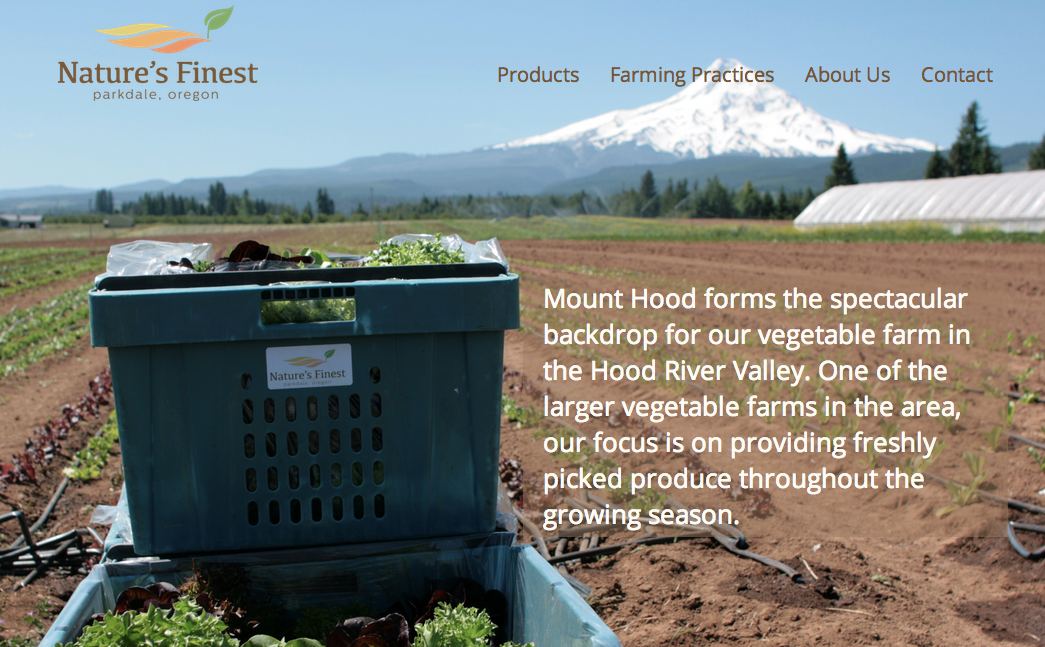 Nature's Finest
parkdale, oregon
Products Farming Practices About Us Contact
Mount Hood forms the spectacular
backdrop for our vegetable farm in
the Hood River Valley. One of the
larger vegetable farms in the area,
our focus is on providing freshly
picked produce throughout the
growing season.
Nature's Finest
parkdale, oregon